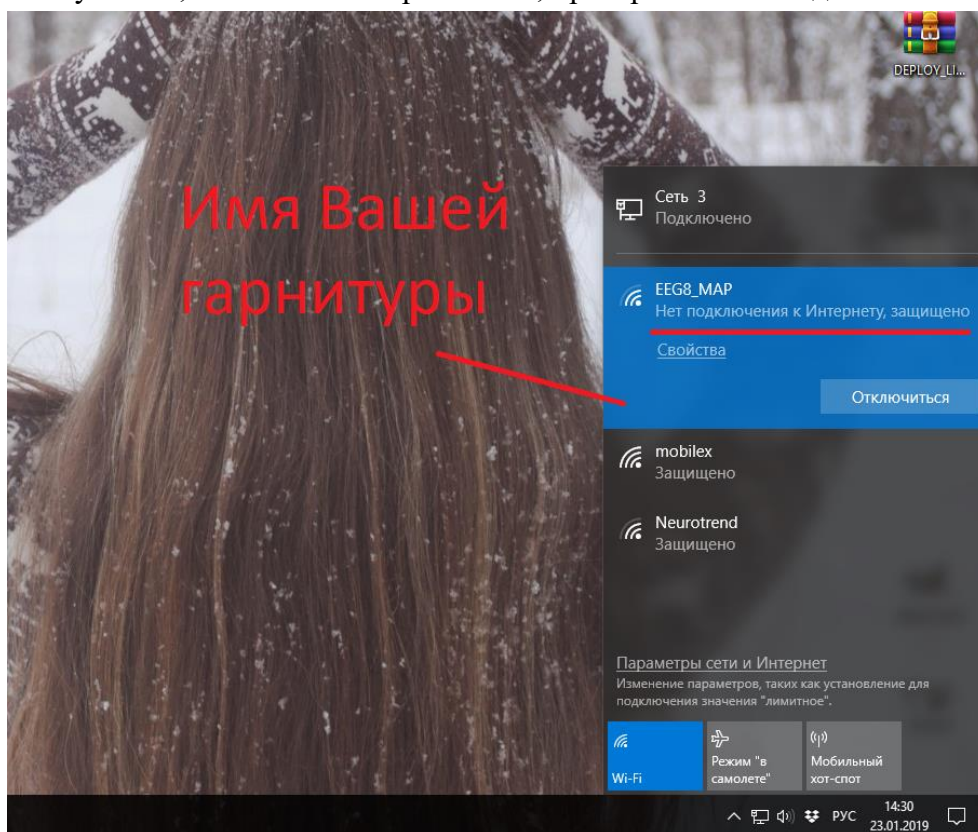 DEPLOY_LI...
Имя Вашей
гарнитуры
Сеть 3
Подключено
EEG8_MAP
Нет подключения к Интернету, защищено
Свойства
Отключиться
mobilex
Защищено
Neurotrend
Защищено
Параметры сети и Интернет
Изменение параметров, таких как установление для
подключения значения "лимитное".
Wi-Fi
Режим "в
самолете"
Мобильный
хот-спот
РУС
14:30
23.01.2019